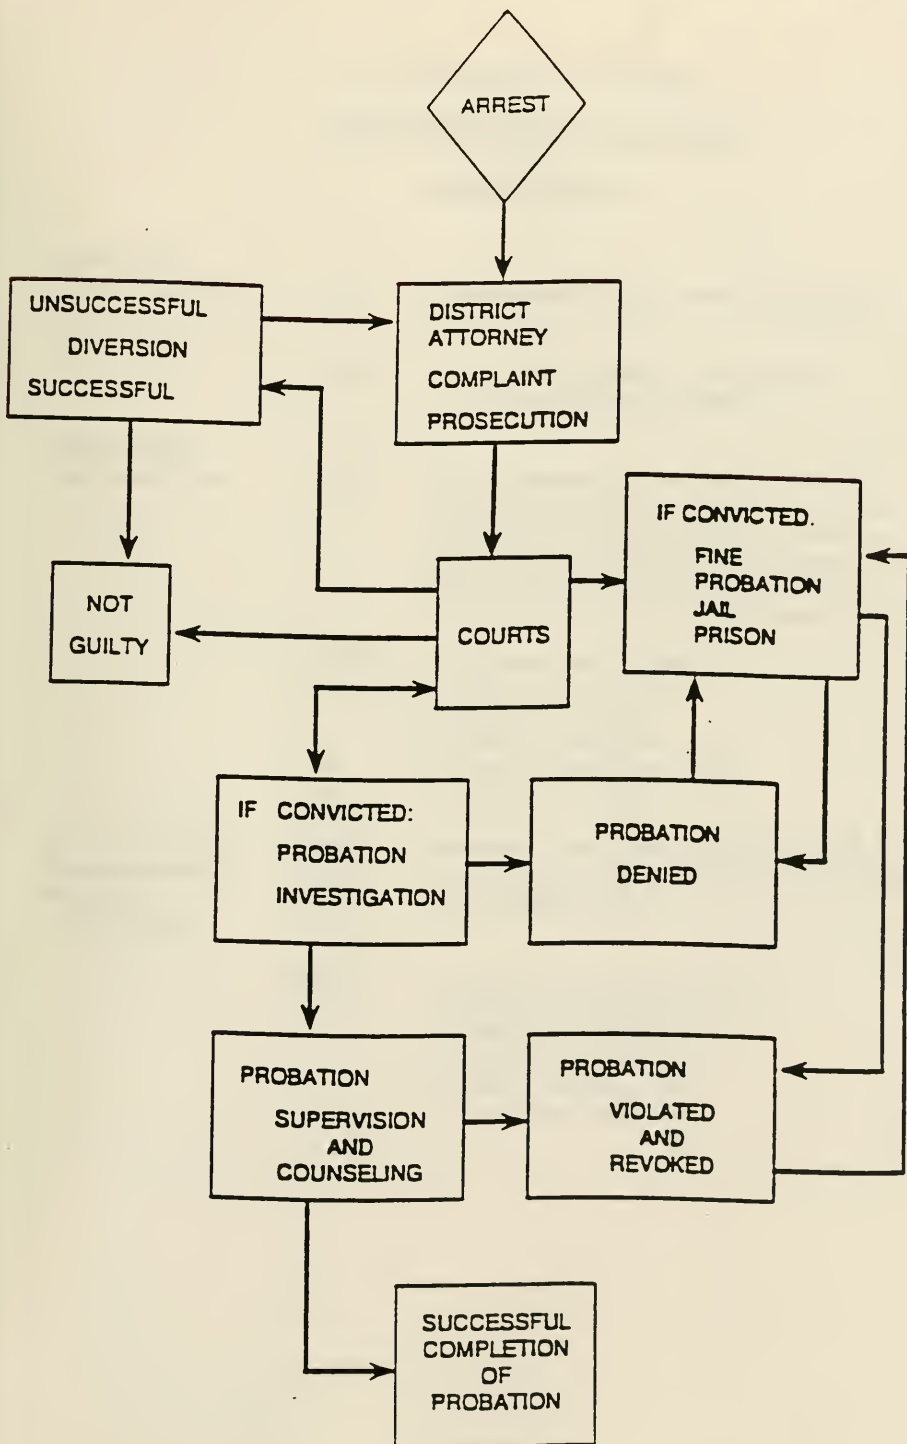 ARREST
UNSUCCESSFUL
DIVERSION
SUCCESSFUL
DISTRICT
ATTORNEY
COMPLAINT
PROSECUTION
NOT
GUILTY
COURTS
IF CONVICTED.
FINE
PROBATION
JAIL
PRISON
IF CONVICTED:
PROBATION
INVESTIGATION
PROBATION
DENIED
PROBATION
SUPERVISION
AND
COUNSELING
PROBATION
VIOLATED
AND
REVOKED
SUCCESSFUL
COMPLETION
OF
PROBATION